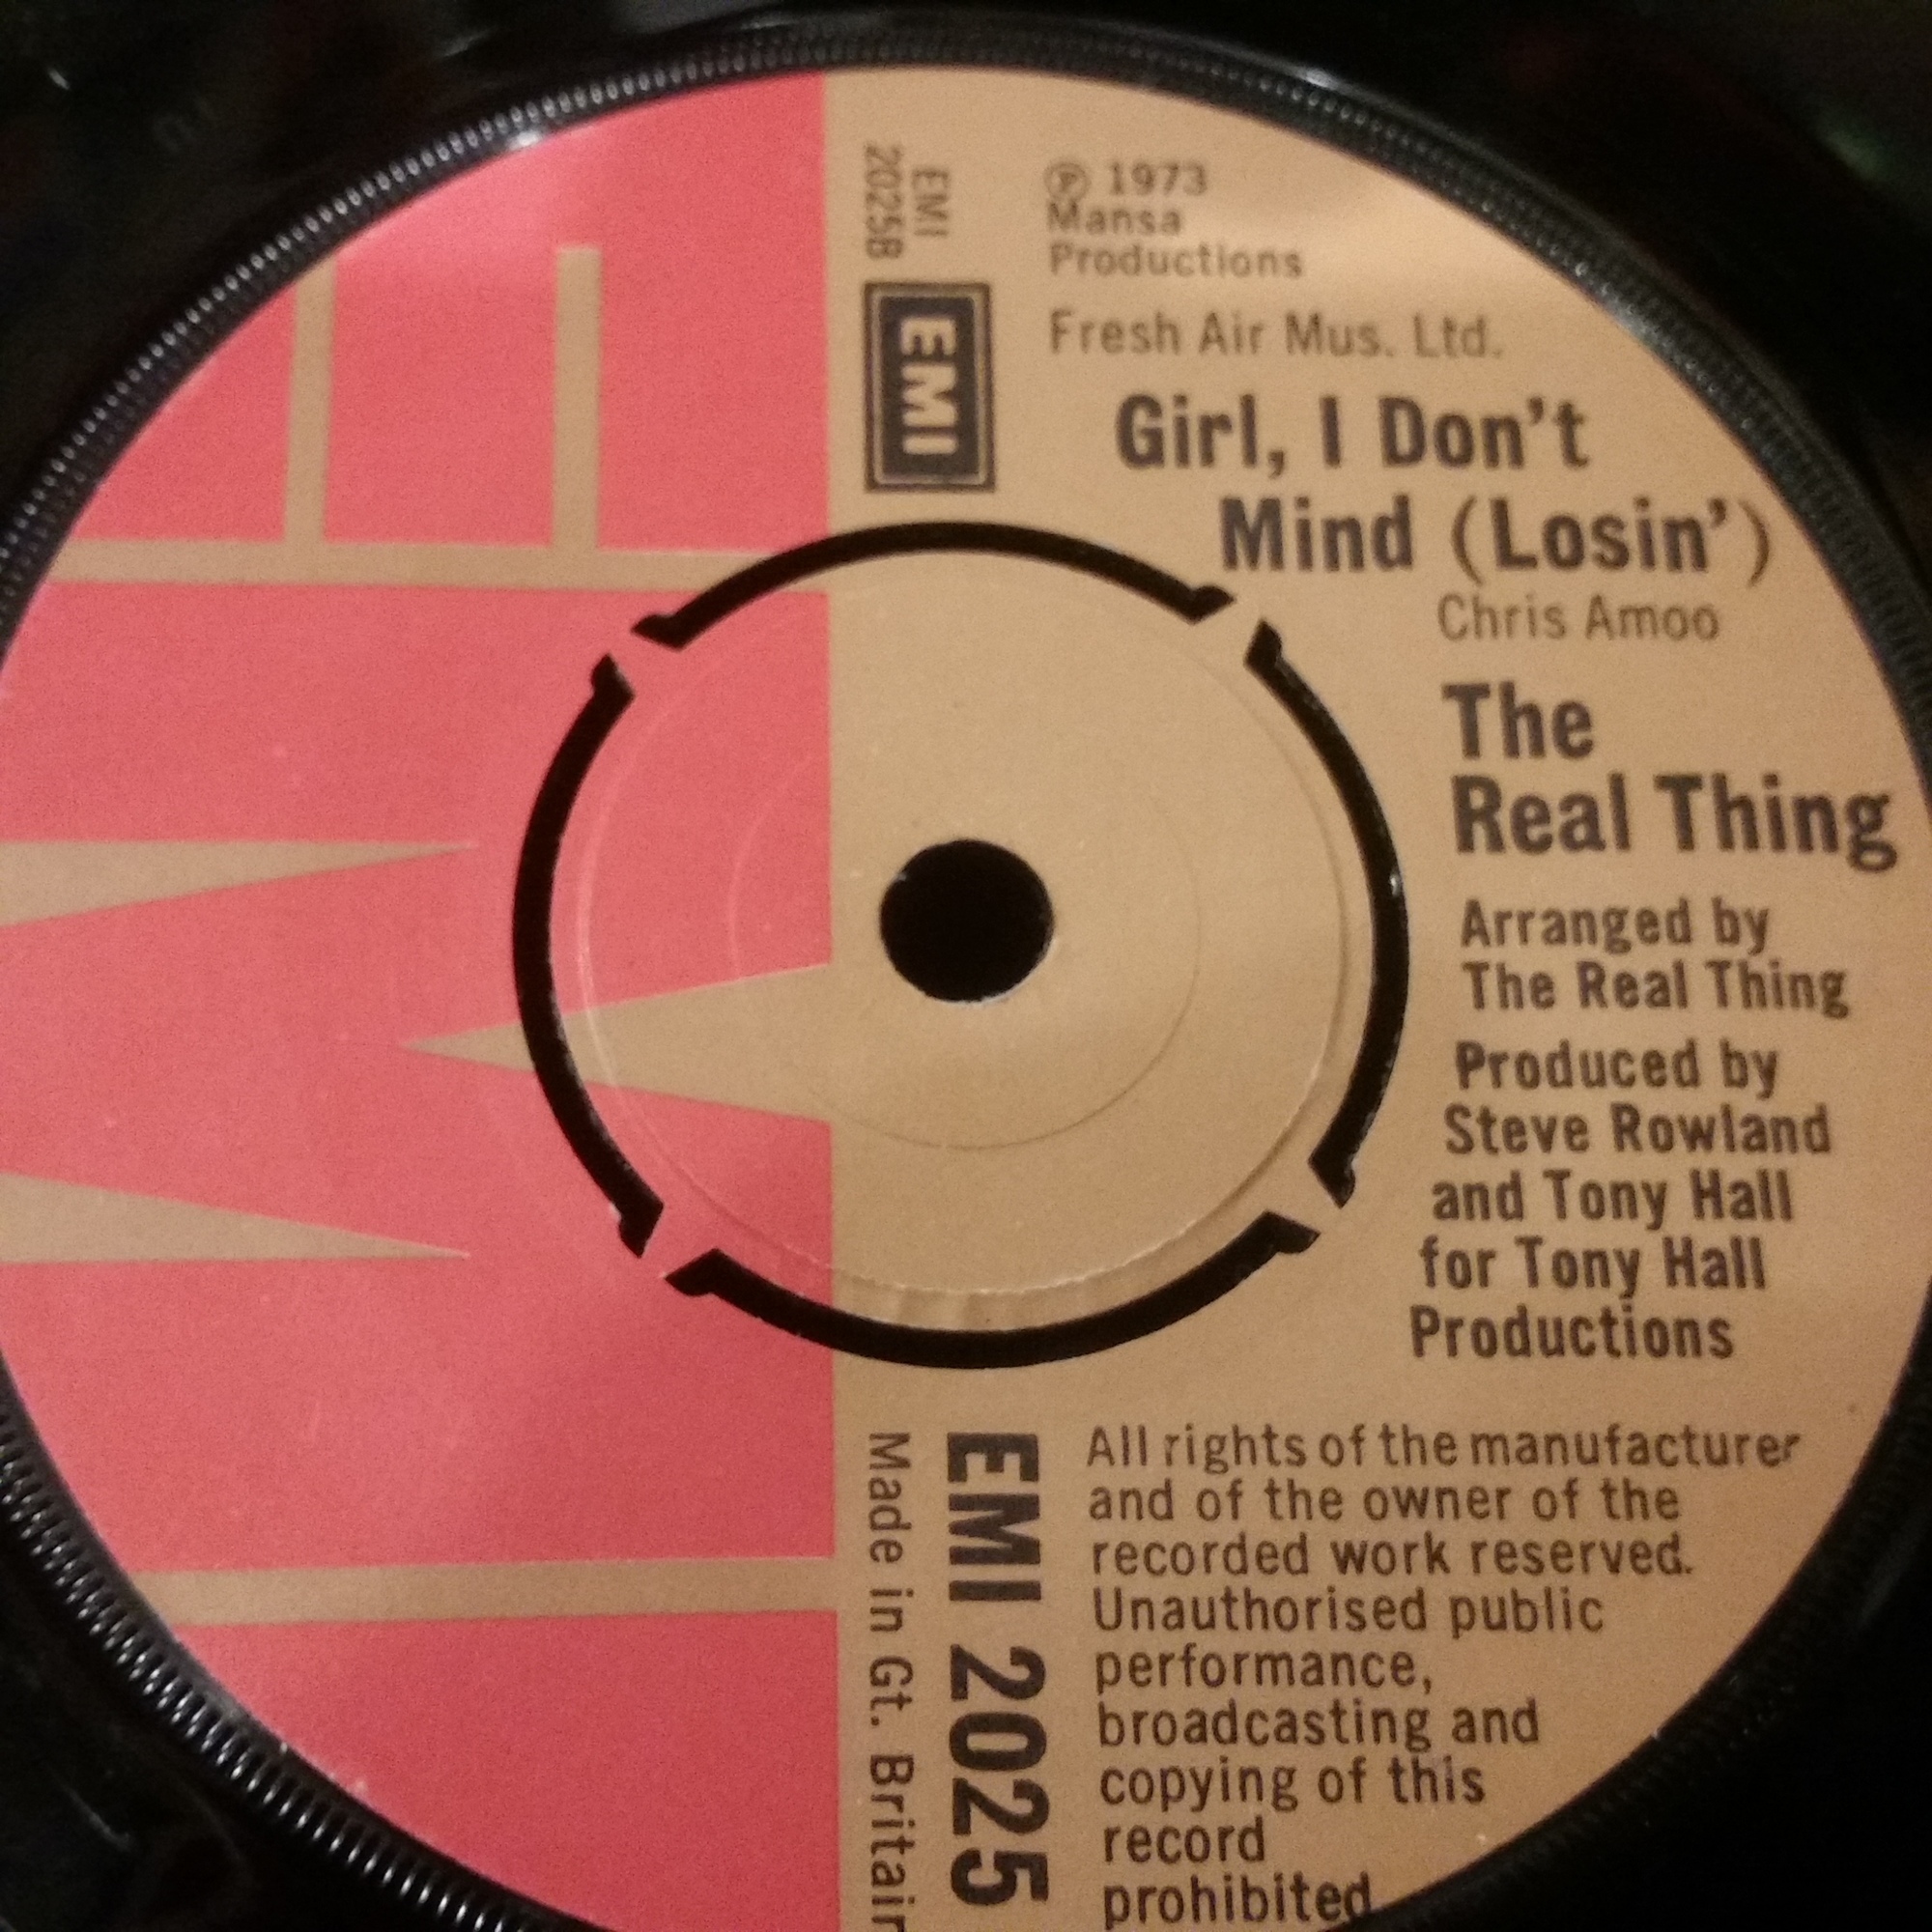 EMI
2025B
EMI
Ⓟ 1973
Mansa
Productions
Fresh Air Mus. Ltd.
Girl, I Don't
Mind (Losin')
Chris Amoo
The
Real Thing
Arranged by
The Real Thing
Produced by
Steve Rowland
and Tony Hall
for Tony Hall
Productions
EMI 2025
Made in Gt. Britain
All rights of the manufacturer
and of the owner of the
recorded work reserved.
Unauthorised public
performance,
broadcasting and
copying of this
record
prohibited